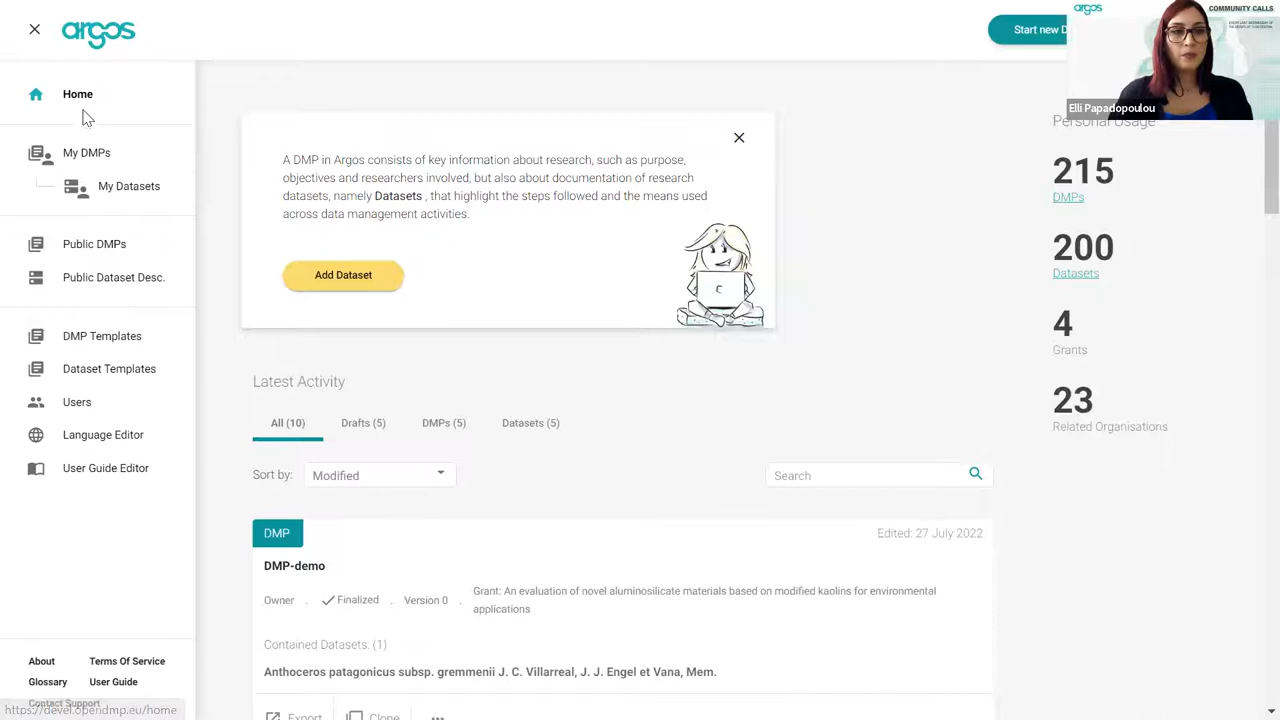 argos
Start new D
argos
COMMUNITY CALLS
Elli Papadopoulou
Home
My DMPs
My Datasets
Public DMPs
Public Dataset Desc.
DMP Templates
Dataset Templates
Users
Language Editor
User Guide Editor
About
Terms Of Service
Glossary
User Guide
Contact Support
https://devel.opendmp.eu/home
A DMP in Argos consists of key information about research, such as purpose,
objectives and researchers involved, but also about documentation of research
datasets, namely Datasets , that highlight the steps followed and the means used
across data management activities.
Add Dataset
Personal Usage
215
DMPs
200
Datasets
4
Grants
23
Related Organisations
Latest Activity
All (10)
Drafts (5)
DMPs (5)
Datasets (5)
Sort by:
Modified
Search
DMP
Edited: 27 July 2022
DMP-demo
Owner . Finalized . Version 0 . Grant: An evaluation of novel aluminosilicate materials based on modified kaolins for environmental
applications
Contained Datasets: (1)
Anthoceros patagonicus subsp. gremmenii J. C. Villarreal, J. J. Engel et Vana, Mem.
Export
Clone